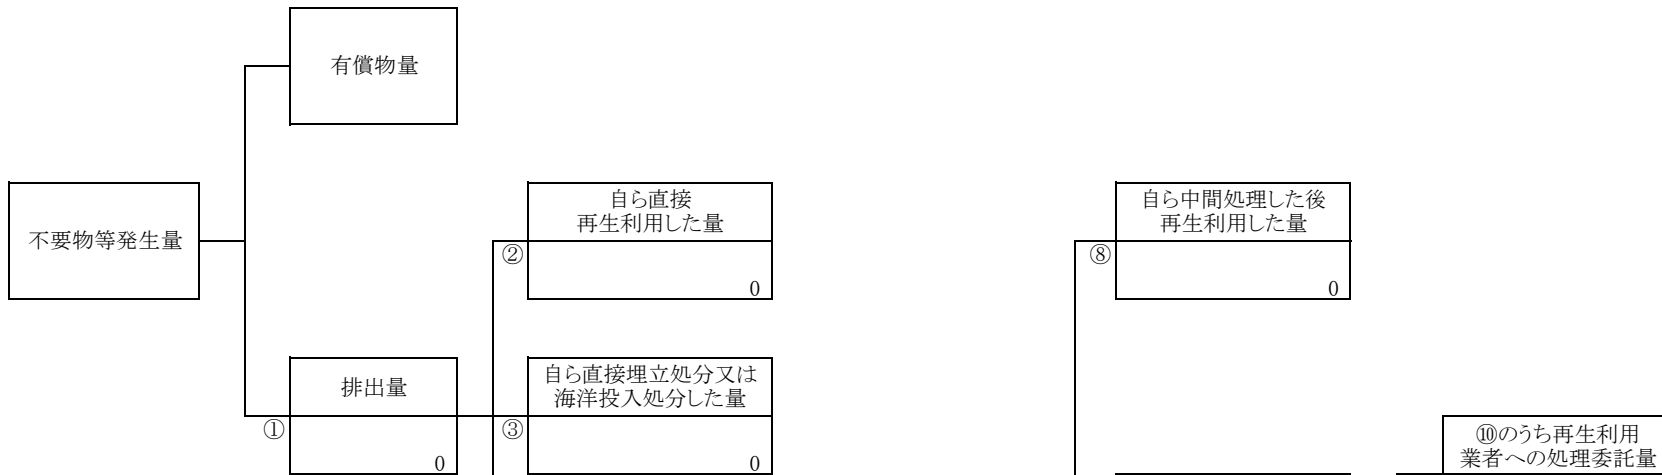 有償物量
不要物等発生量
自ら直接
再生利用した量
②
0
自ら中間処理した後
再生利用した量
⑧
0
排出量
①
0
自ら直接埋立処分又は
海洋投入処分した量
③
0
⑩のうち再生利用
業者への処理委託量